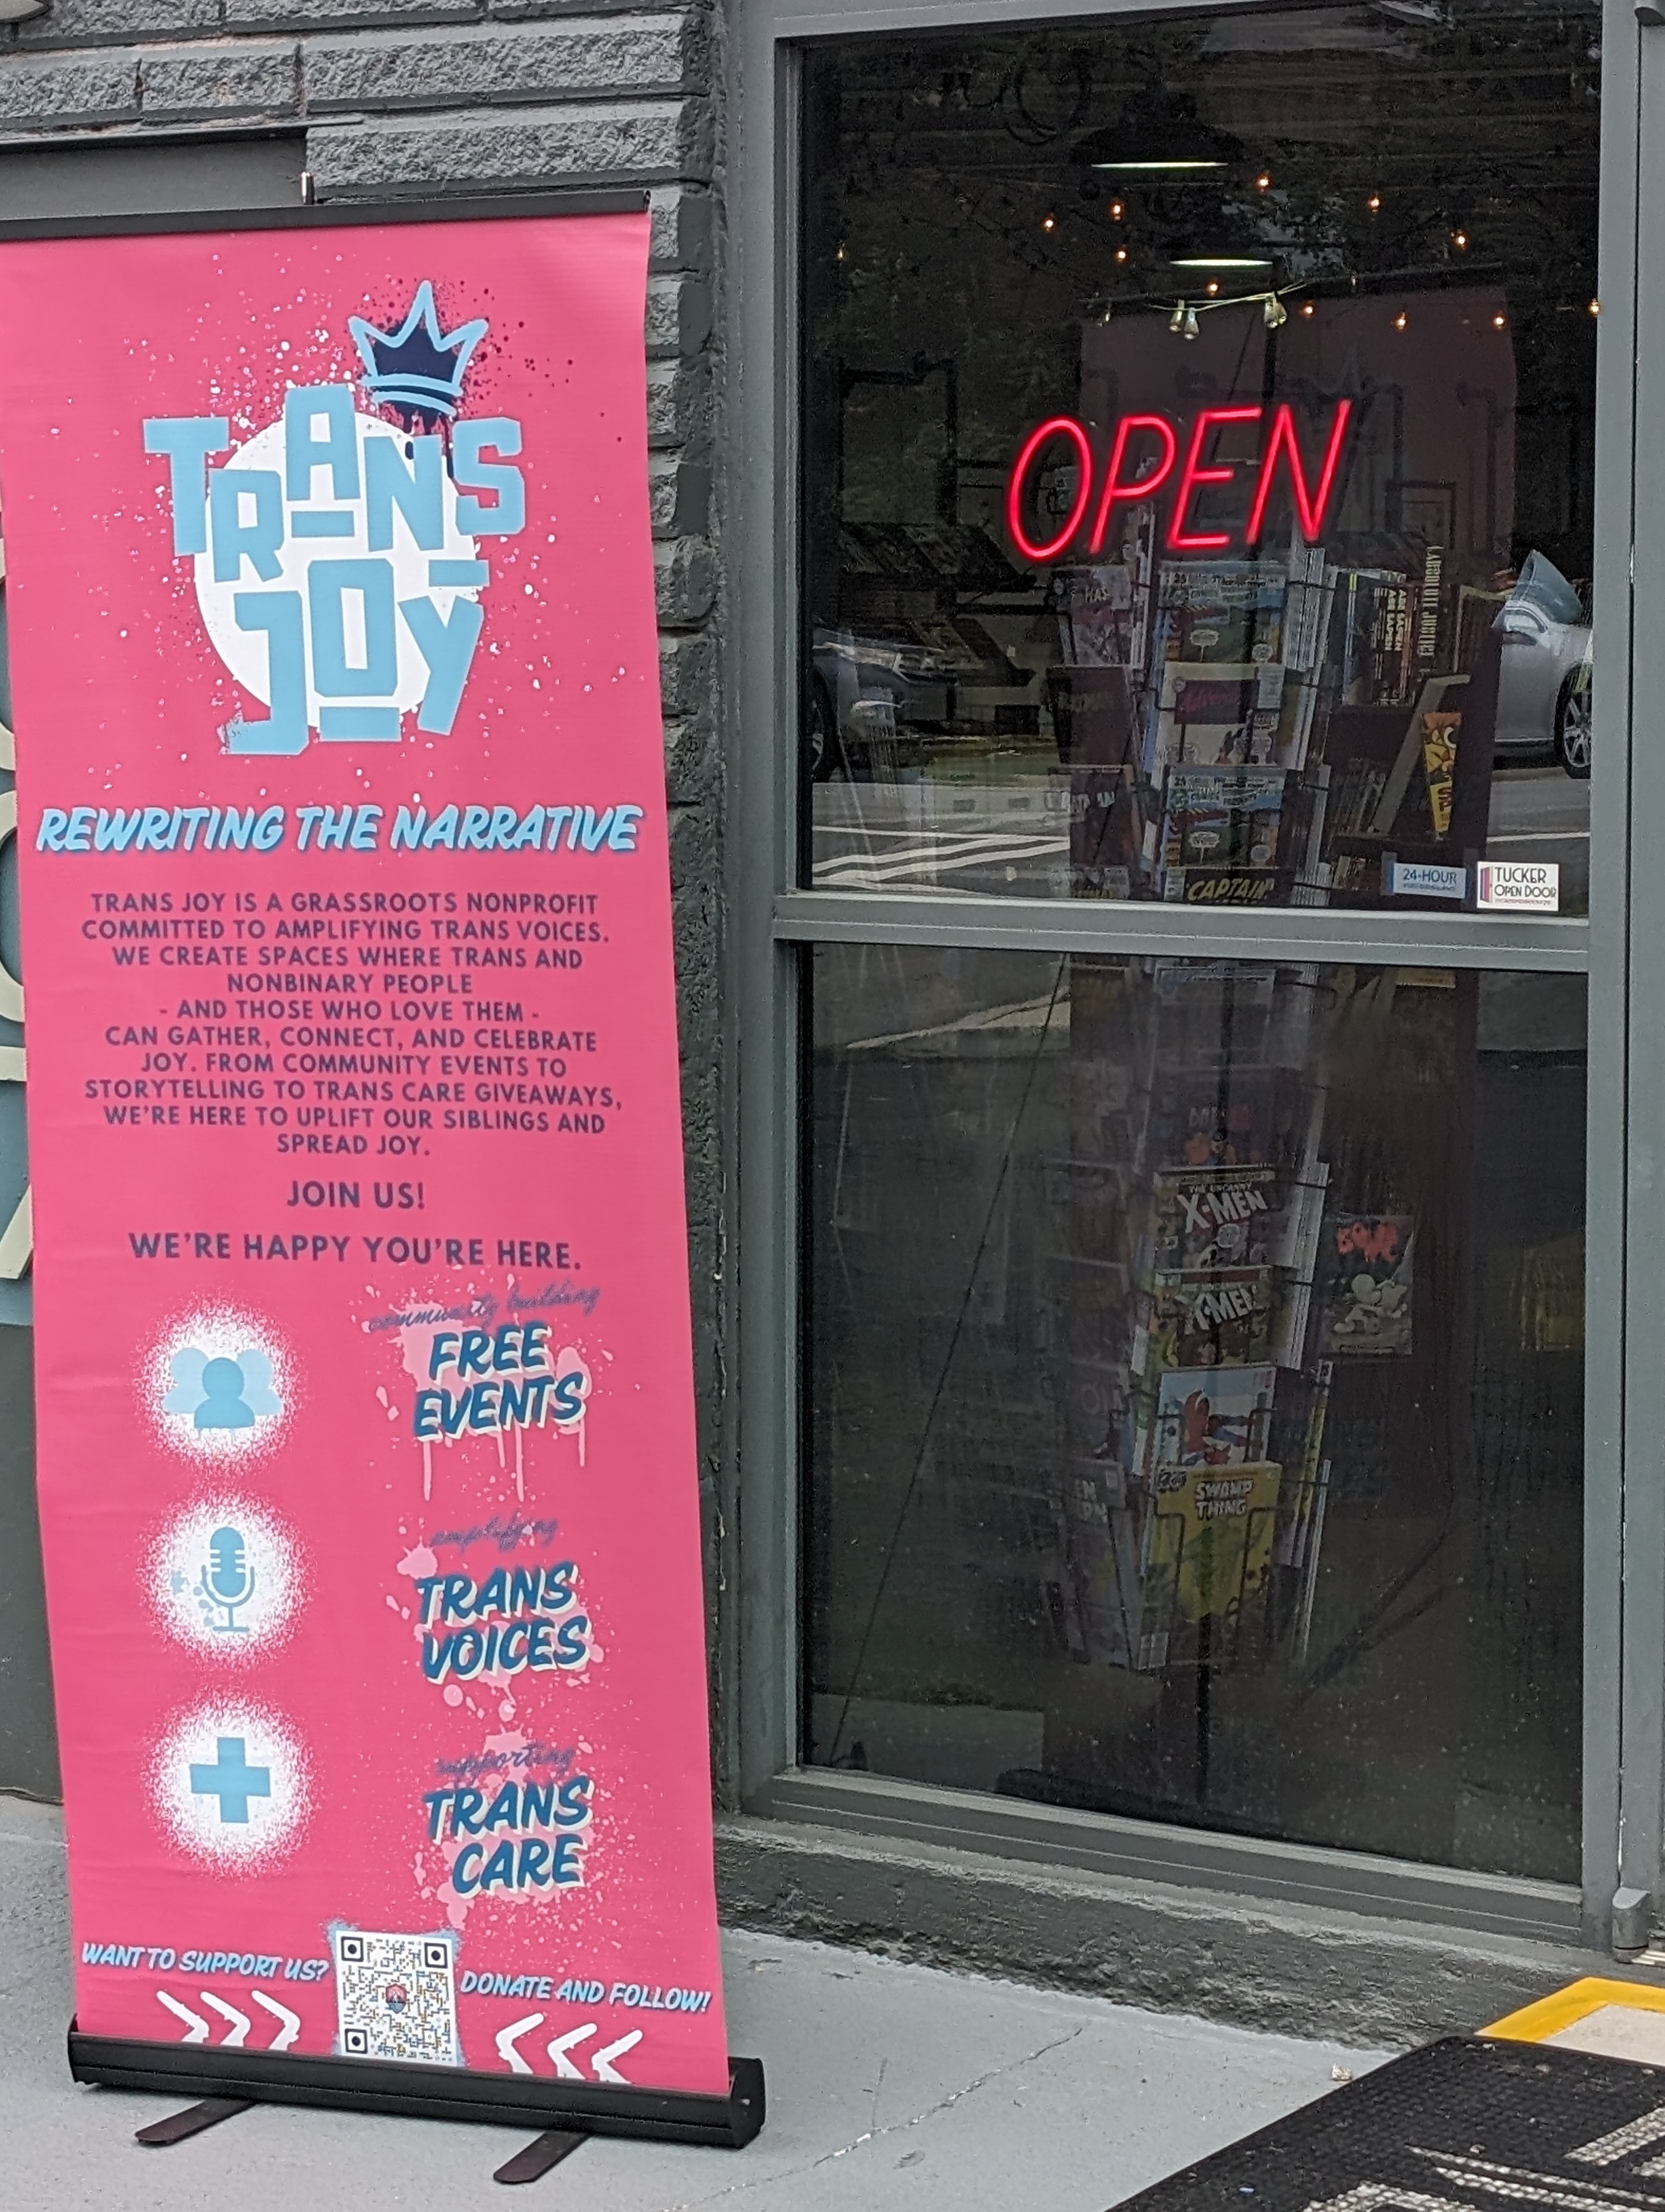 TRANS
JOY
REWRITING THE NARRATIVE
TRANS JOY IS A GRASSROOTS NONPROFIT
COMMITTED TO AMPLIFYING TRANS VOICES.
WE CREATE SPACES WHERE TRANS AND
NONBINARY PEOPLE
- AND THOSE WHO LOVE THEM -
CAN GATHER, CONNECT, AND CELEBRATE
JOY. FROM COMMUNITY EVENTS TO
STORYTELLING TO TRANS CARE GIVEAWAYS,
WE'RE HERE TO UPLIFT OUR SIBLINGS AND
SPREAD JOY.
JOIN US!
WE'RE HAPPY YOU'RE HERE.
community building
FREE
EVENTS
amplifying
TRANS
VOICES
supporting
TRANS
CARE
WANT TO SUPPORT US?
DONATE AND FOLLOW!
OPEN
CAPTAIN
24-HOUR
TUCKER
OPEN DOOR
THE UNCANNY
X-MEN
X-MEN
BONE
SWAMP
THING